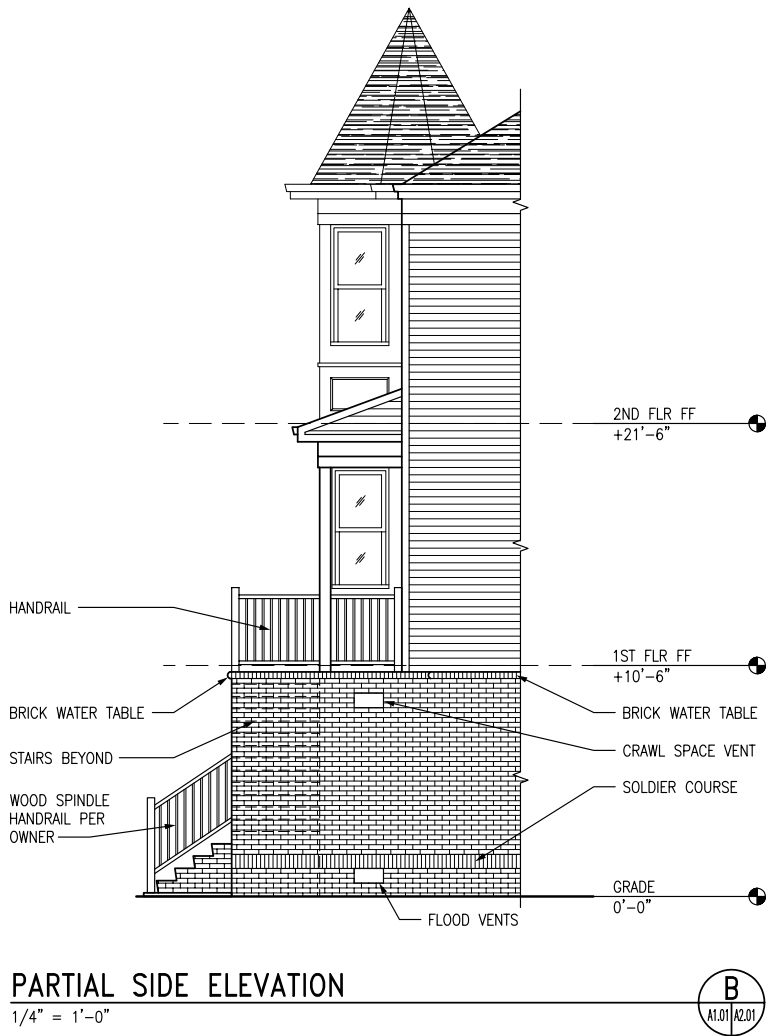 2ND FLR FF
+21'-6"
HANDRAIL
1ST FLR FF
+10'-6"
BRICK WATER TABLE
BRICK WATER TABLE
STAIRS BEYOND
CRAWL SPACE VENT
WOOD SPINDLE
HANDRAIL PER
OWNER
SOLDIER COURSE
GRADE
0'-0"
FLOOD VENTS
PARTIAL SIDE ELEVATION
1/4" = 1'-0"
B
A1.01 A2.01